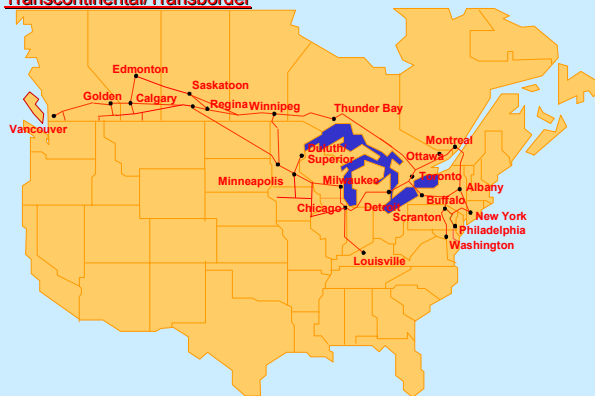 Transcontinental/Transborder
Edmonton
Saskatoon
Golden
Calgary
Regina
Winnipeg
Thunder Bay
Vancouver
Montreal
Ottawa
Duluth/
Superior
Toronto
Minneapolis
Milwaukee
Albany
Buffalo
Chicago
Detroit
Scranton
New York
Philadelphia
Washington
Louisville